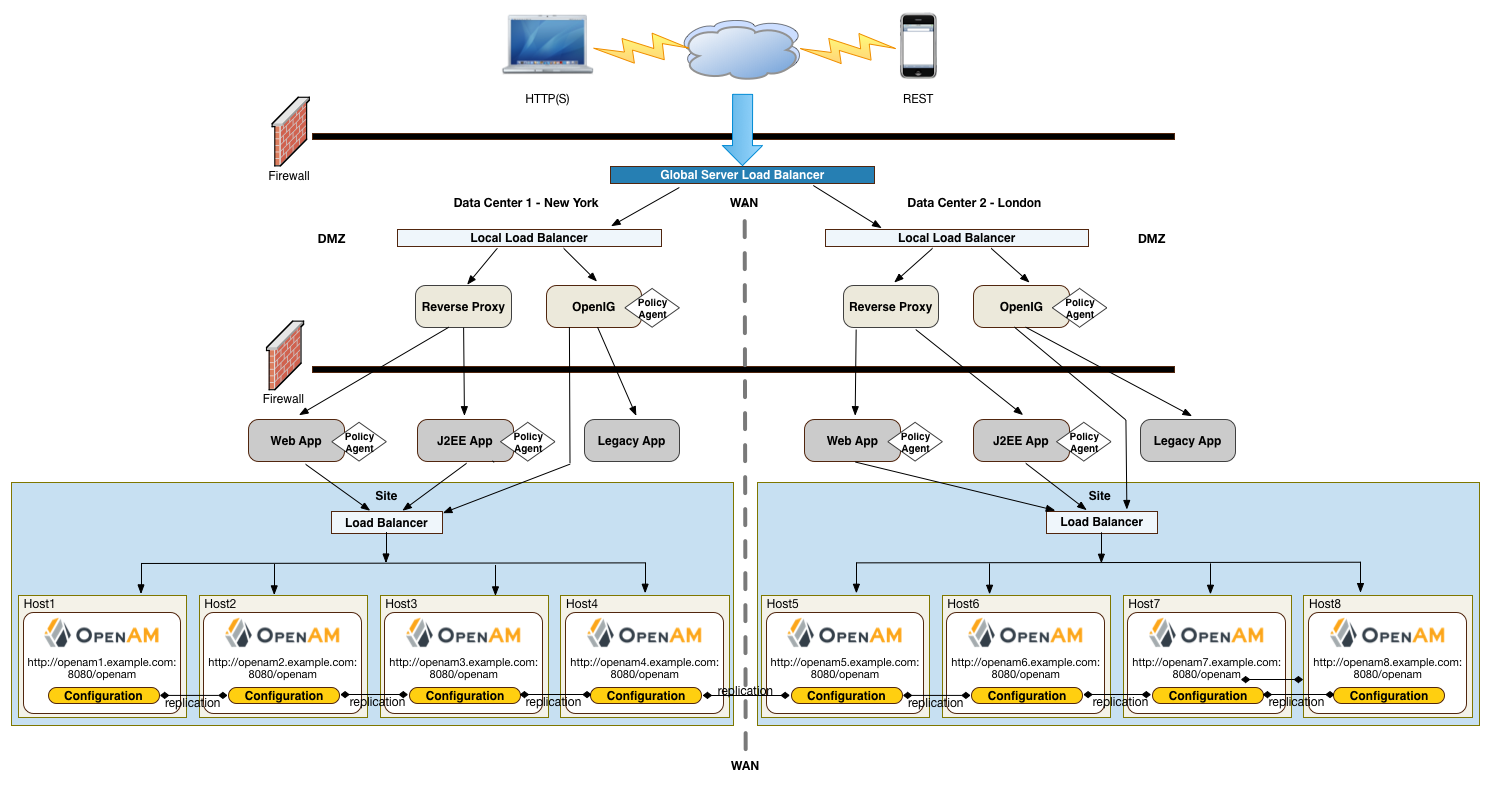 HTTP(S)
REST
Firewall
Global Server Load Balancer
Data Center 1 - New York
WAN
Data Center 2 - London
DMZ
Local Load Balancer
Local Load Balancer
DMZ
Reverse Proxy
OpenIG
Policy
Agent
Reverse Proxy
OpenIG
Policy
Agent
Firewall
Web App
Policy
Agent
J2EE App
Policy
Agent
Legacy App
Web App
Policy
Agent
J2EE App
Policy
Agent
Legacy App
Site
Load Balancer
Site
Load Balancer
Host1
OPENAM
http://openam1.example.com:
8080/openam
Configuration
replication
Host2
OPENAM
http://openam2.example.com:
8080/openam
Configuration
replication
Host3
OPENAM
http://openam3.example.com:
8080/openam
Configuration
replication
Host4
OPENAM
http://openam4.example.com:
8080/openam
Configuration
replication
Host5
OPENAM
http://openam5.example.com:
8080/openam
Configuration
replication
Host6
OPENAM
http://openam6.example.com:
8080/openam
Configuration
replication
Host7
OPENAM
http://openam7.example.com:
8080/openam
Configuration
replication
Host8
OPENAM
http://openam8.example.com:
8080/openam
Configuration
WAN